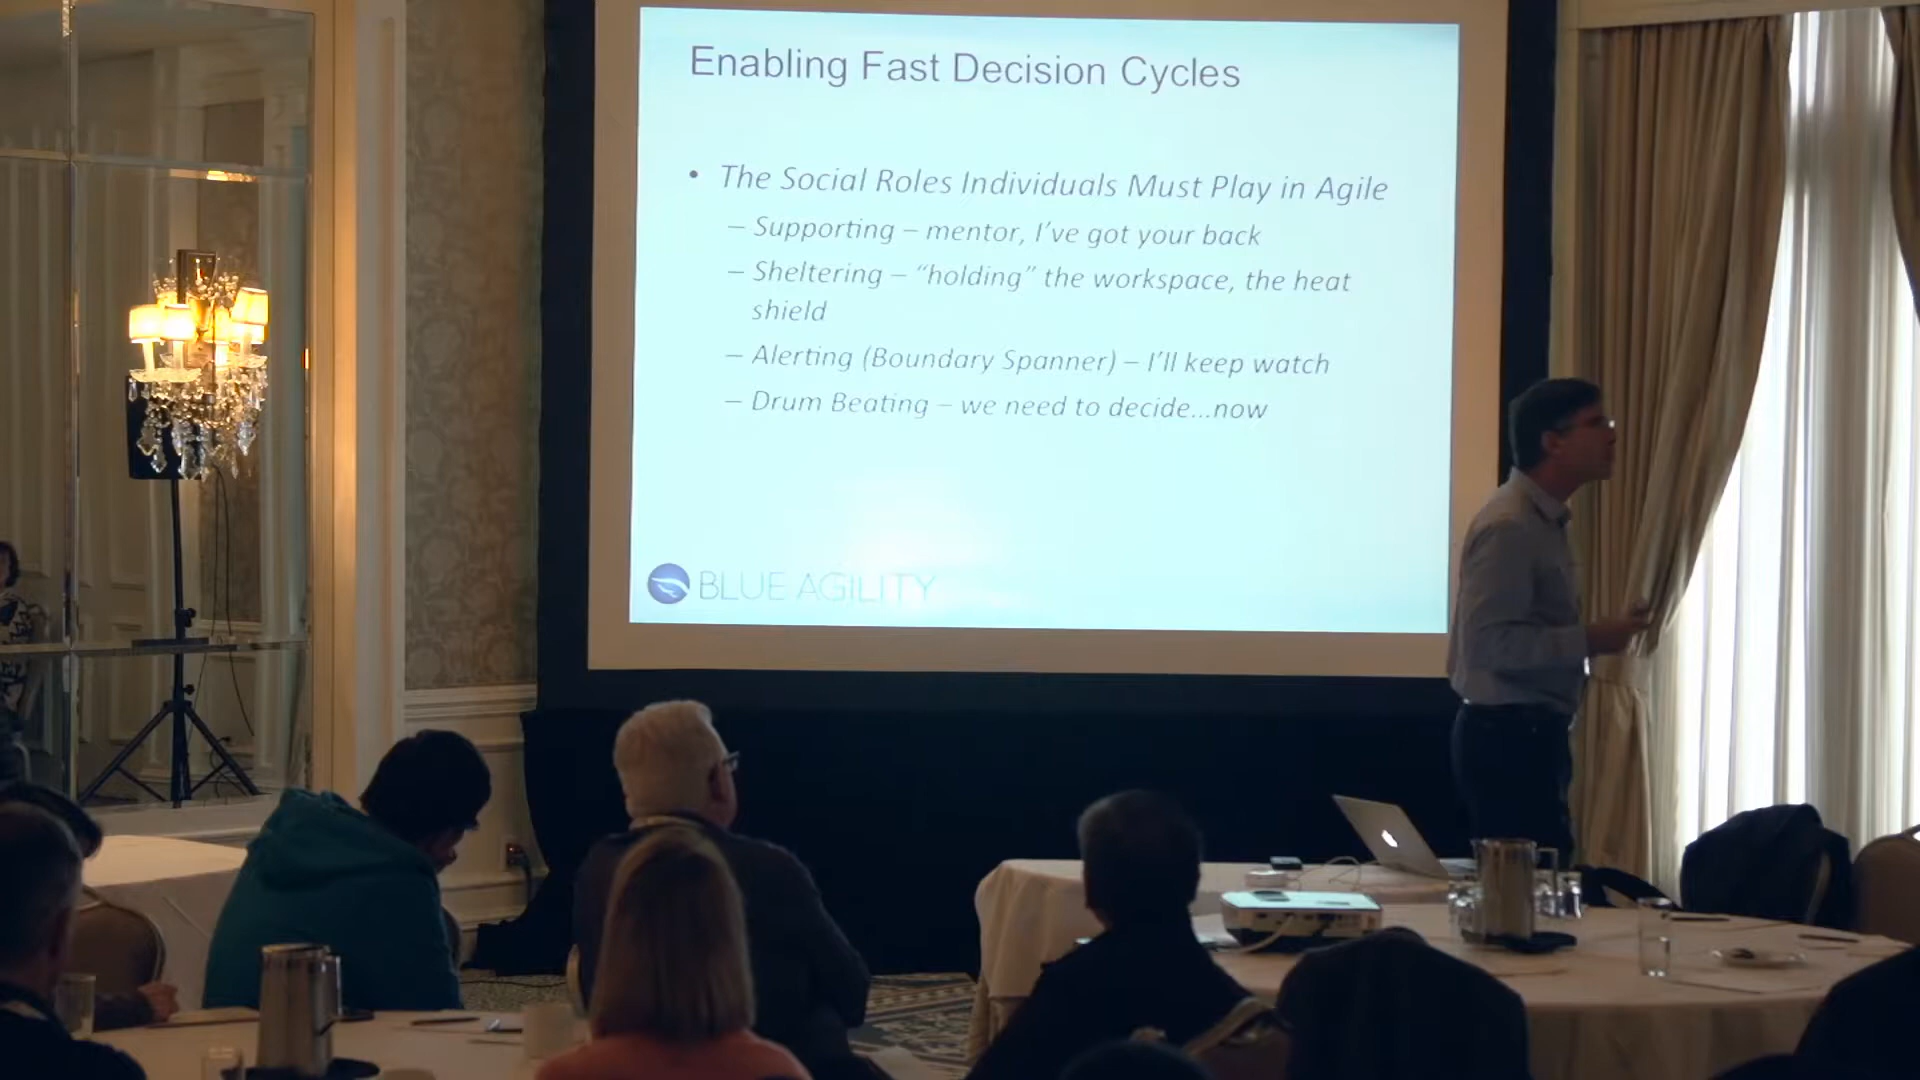 Enabling Fast Decision Cycles
• The Social Roles Individuals Must Play in Agile
– Supporting – mentor, I’ve got your back
– Sheltering – “holding” the workspace, the heat
shield
– Alerting (Boundary Spanner) – I’ll keep watch
– Drum Beating – we need to decide...now
BLUE AGILITY